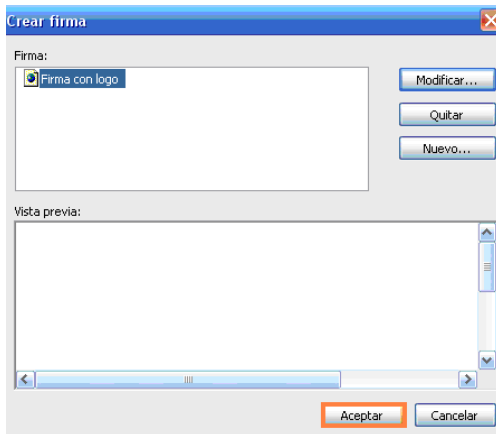 Crear firma
Firma:
Firma con logo
Modificar...
Quitar
Nuevo...
Vista previa:
Aceptar
Cancelar